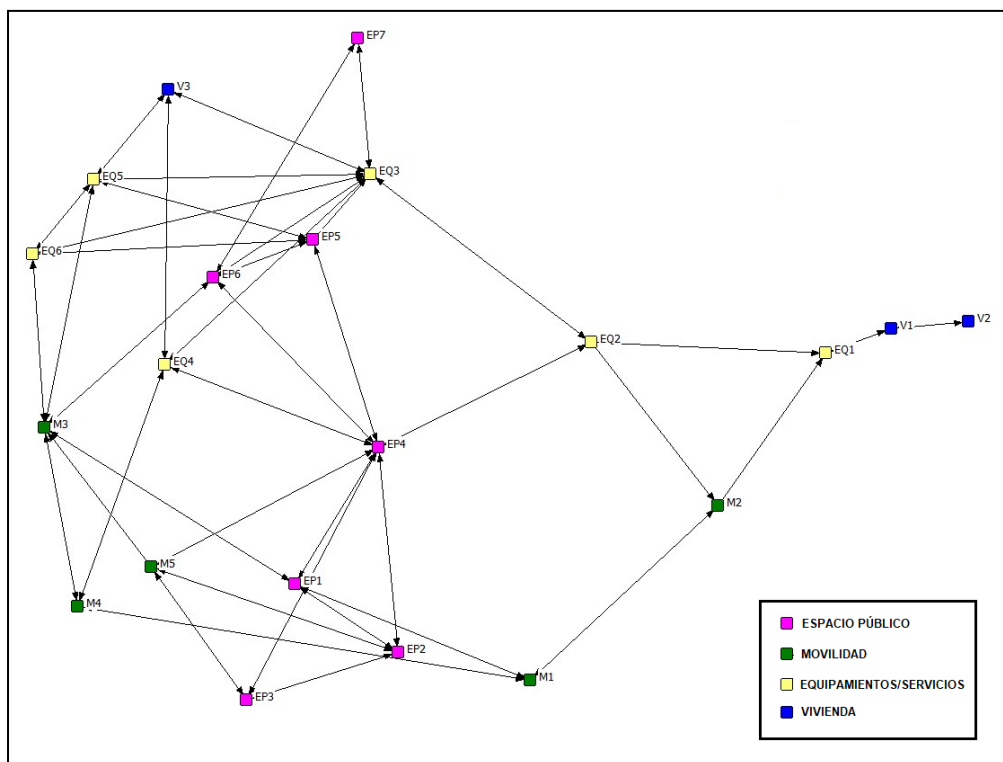 EP7
V3
EQ3
EQ5
EP5
EQ6
EP6
V2
V1
EQ2
EQ1
EQ4
M3
EP4
M2
M5
EP1
M4
EP2
M1
EP3
ESPACIO PÚBLICO
MOVILIDAD
EQUIPAMIENTOS/SERVICIOS
VIVIENDA